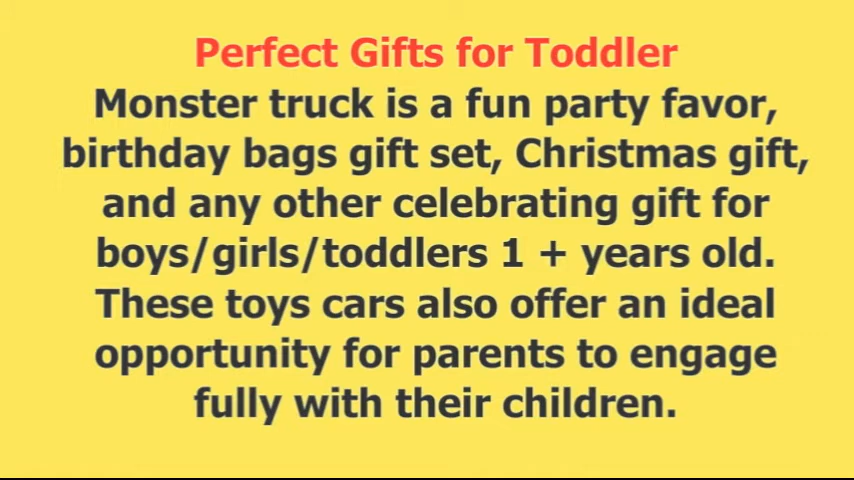 Perfect Gifts for Toddler
Monster truck is a fun party favor,
birthday bags gift set, Christmas gift,
and any other celebrating gift for
boys/girls/toddlers 1 + years old.
These toys cars also offer an ideal
opportunity for parents to engage
fully with their children.